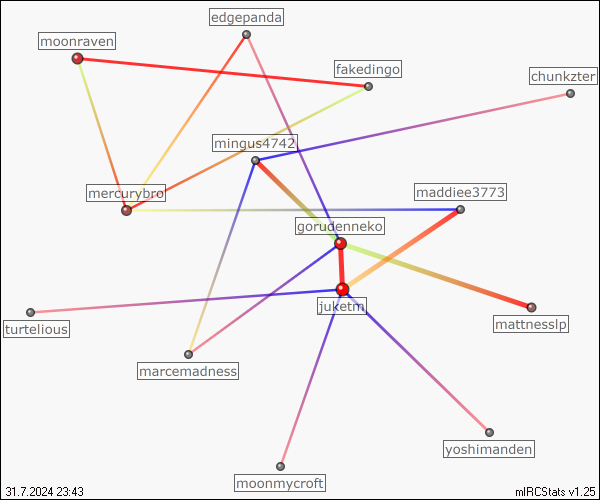 edgepanda
moonraven
fakedingo
chunkzter
mingus4742
mercurybro
maddiee3773
gorudenneko
juketm
mattnesslp
turtelious
marcemadness
yoshimanden
moonmycroft
31.7.2024 23:43
mIRCStats v1.25